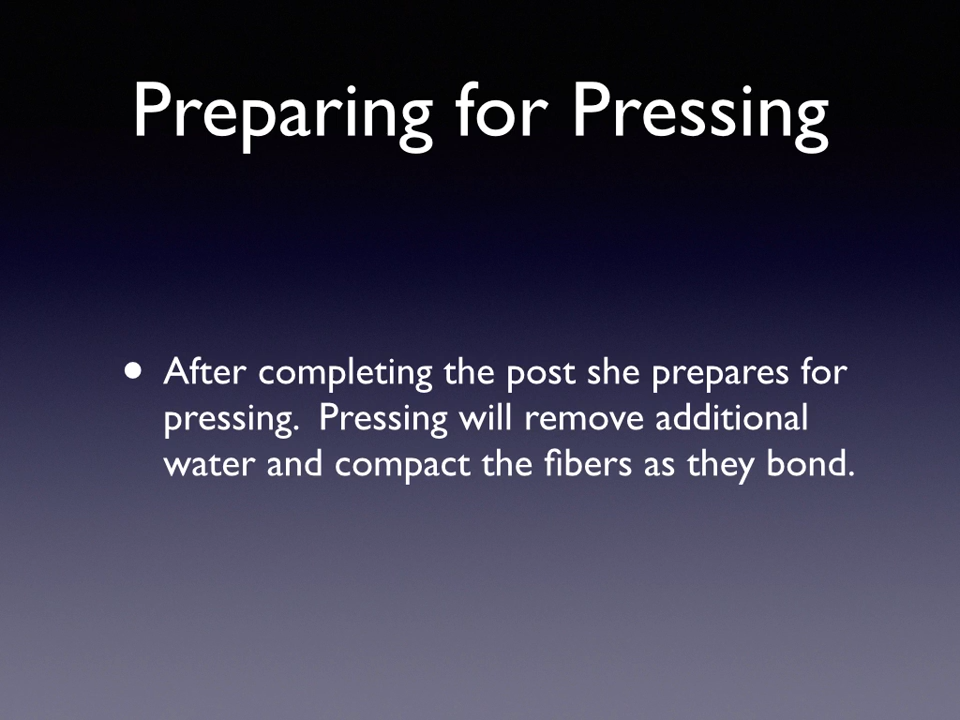 Preparing for Pressing
• After completing the post she prepares for
pressing.  Pressing will remove additional
water and compact the fibers as they bond.